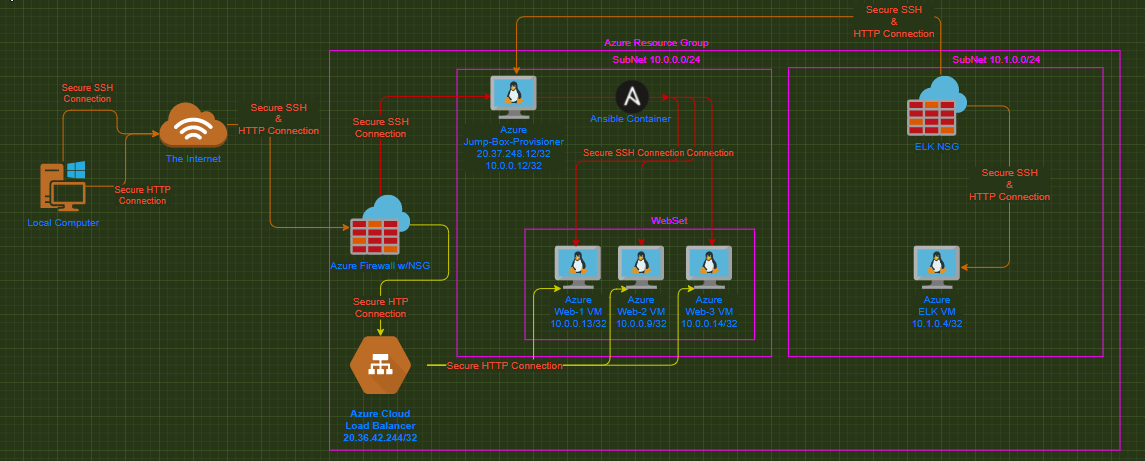 Secure SSH
&
HTTP Connection
Azure Resource Group
SubNet 10.0.0.0/24
SubNet 10.1.0.0/24
Secure SSH
Connection
The Internet
Secure HTTP
Connection
Local Computer
Secure SSH
&
HTTP Connection
Secure SSH
Connection
Azure
Jump-Box-Provisioner
20.37.248.12/32
10.0.0.12/32
Ansible Container
Secure SSH Connection Connection
ELK NSG
Secure SSH
&
HTTP Connection
WebSet
Azure Firewall w/NSG
Azure
Web-1 VM
10.0.0.13/32
Azure
Web-2 VM
10.0.0.9/32
Azure
Web-3 VM
10.0.0.14/32
Azure
ELK VM
10.1.0.4/32
Secure HTP
Connection
Secure HTTP Connection
Azure Cloud
Load Balancer
20.36.42.244/32